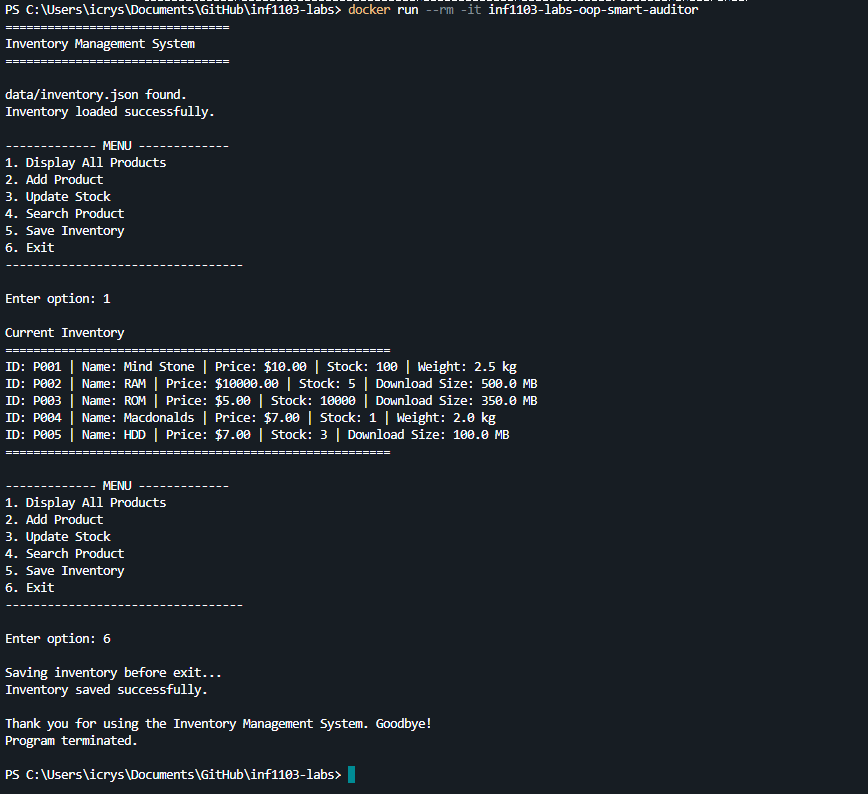 PS C:\Users\icrys\Documents\GitHub\inf1103-labs> docker run --rm -it inf1103-labs-oop-smart-auditor
================================
Inventory Management System
================================
data/inventory.json found.
Inventory loaded successfully.
------------- MENU -------------
1. Display All Products
2. Add Product
3. Update Stock
4. Search Product
5. Save Inventory
6. Exit
----------------------------------
Enter option: 1
Current Inventory
=======================================================
ID: P001 | Name: Mind Stone | Price: $10.00 | Stock: 100 | Weight: 2.5 kg
ID: P002 | Name: RAM | Price: $10000.00 | Stock: 5 | Download Size: 500.0 MB
ID: P003 | Name: ROM | Price: $5.00 | Stock: 10000 | Download Size: 350.0 MB
ID: P004 | Name: Macdonalds | Price: $7.00 | Stock: 1 | Weight: 2.0 kg
ID: P005 | Name: HDD | Price: $7.00 | Stock: 3 | Download Size: 100.0 MB
=======================================================
------------- MENU -------------
1. Display All Products
2. Add Product
3. Update Stock
4. Search Product
5. Save Inventory
6. Exit
----------------------------------
Enter option: 6
Saving inventory before exit...
Inventory saved successfully.
Thank you for using the Inventory Management System. Goodbye!
Program terminated.
PS C:\Users\icrys\Documents\GitHub\inf1103-labs>